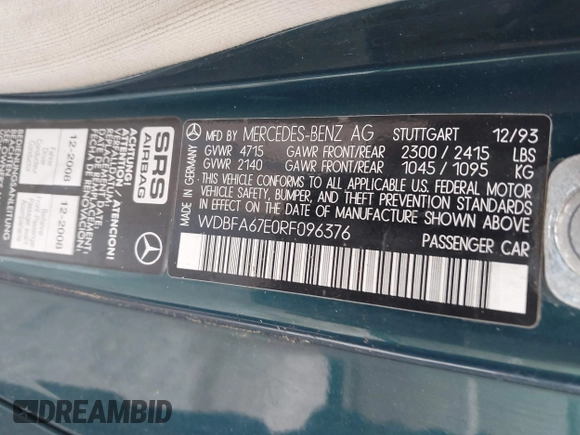 MFD BY MERCEDES-BENZ AG STUTTGART 12/93
GVWR 4715 GAWR FRONT/REAR 2300 / 2415 LBS
GVWR 2140 GAWR FRONT/REAR 1045 / 1095 KG
THIS VEHICLE CONFORMS TO ALL APPLICABLE U.S. FEDERAL MOTOR
VEHICLE SAFETY, BUMPER, AND THEFT PREVENTION STANDARDS IN
EFFECT ON THE DATE OF MANUFACTURE SHOWN ABOVE.
WDBFA67E0RF096376
PASSENGER CAR
MADE IN GERMANY
SRS
AIRBAG
ACHTUNG
12-2008
12-2008
DREAMBID